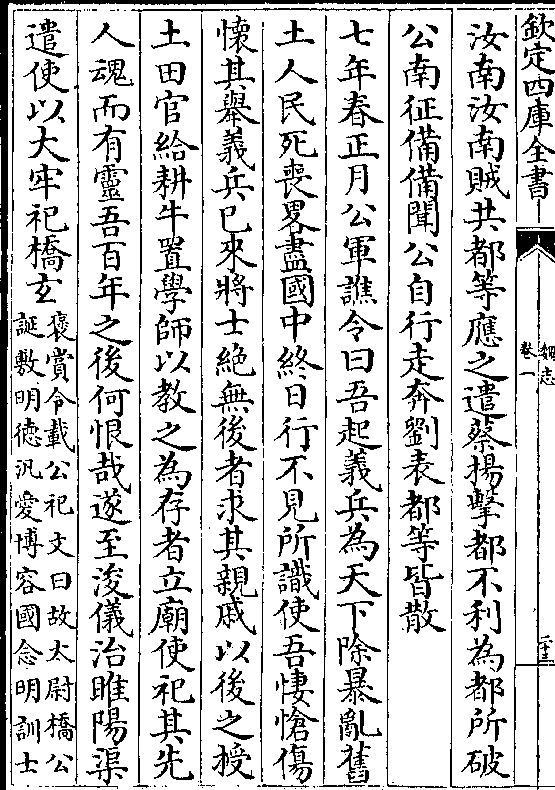 欽定四庫全書
魏志
卷一
二十三
汝南汝南賊共都等應之遣蔡揚擊都不利為都所破
公南征備備聞公自行走奔劉表都等皆散
七年春正月公軍譙令曰吾起義兵為天下除暴亂舊
土人民死喪畧盡國中終日行不見所識使吾悽愴傷
懷其舉義兵已來將士絶無後者求其親戚以後之授
土田官給耕牛置學師以教之為存者立廟使祀其先
人魂而有靈吾百年之後何恨哉遂至浚儀治睢陽渠
遣使以大牢祀橋玄
褒賞令載公祀文曰故太尉橋公
誕敷明德汎愛博容國念明訓士